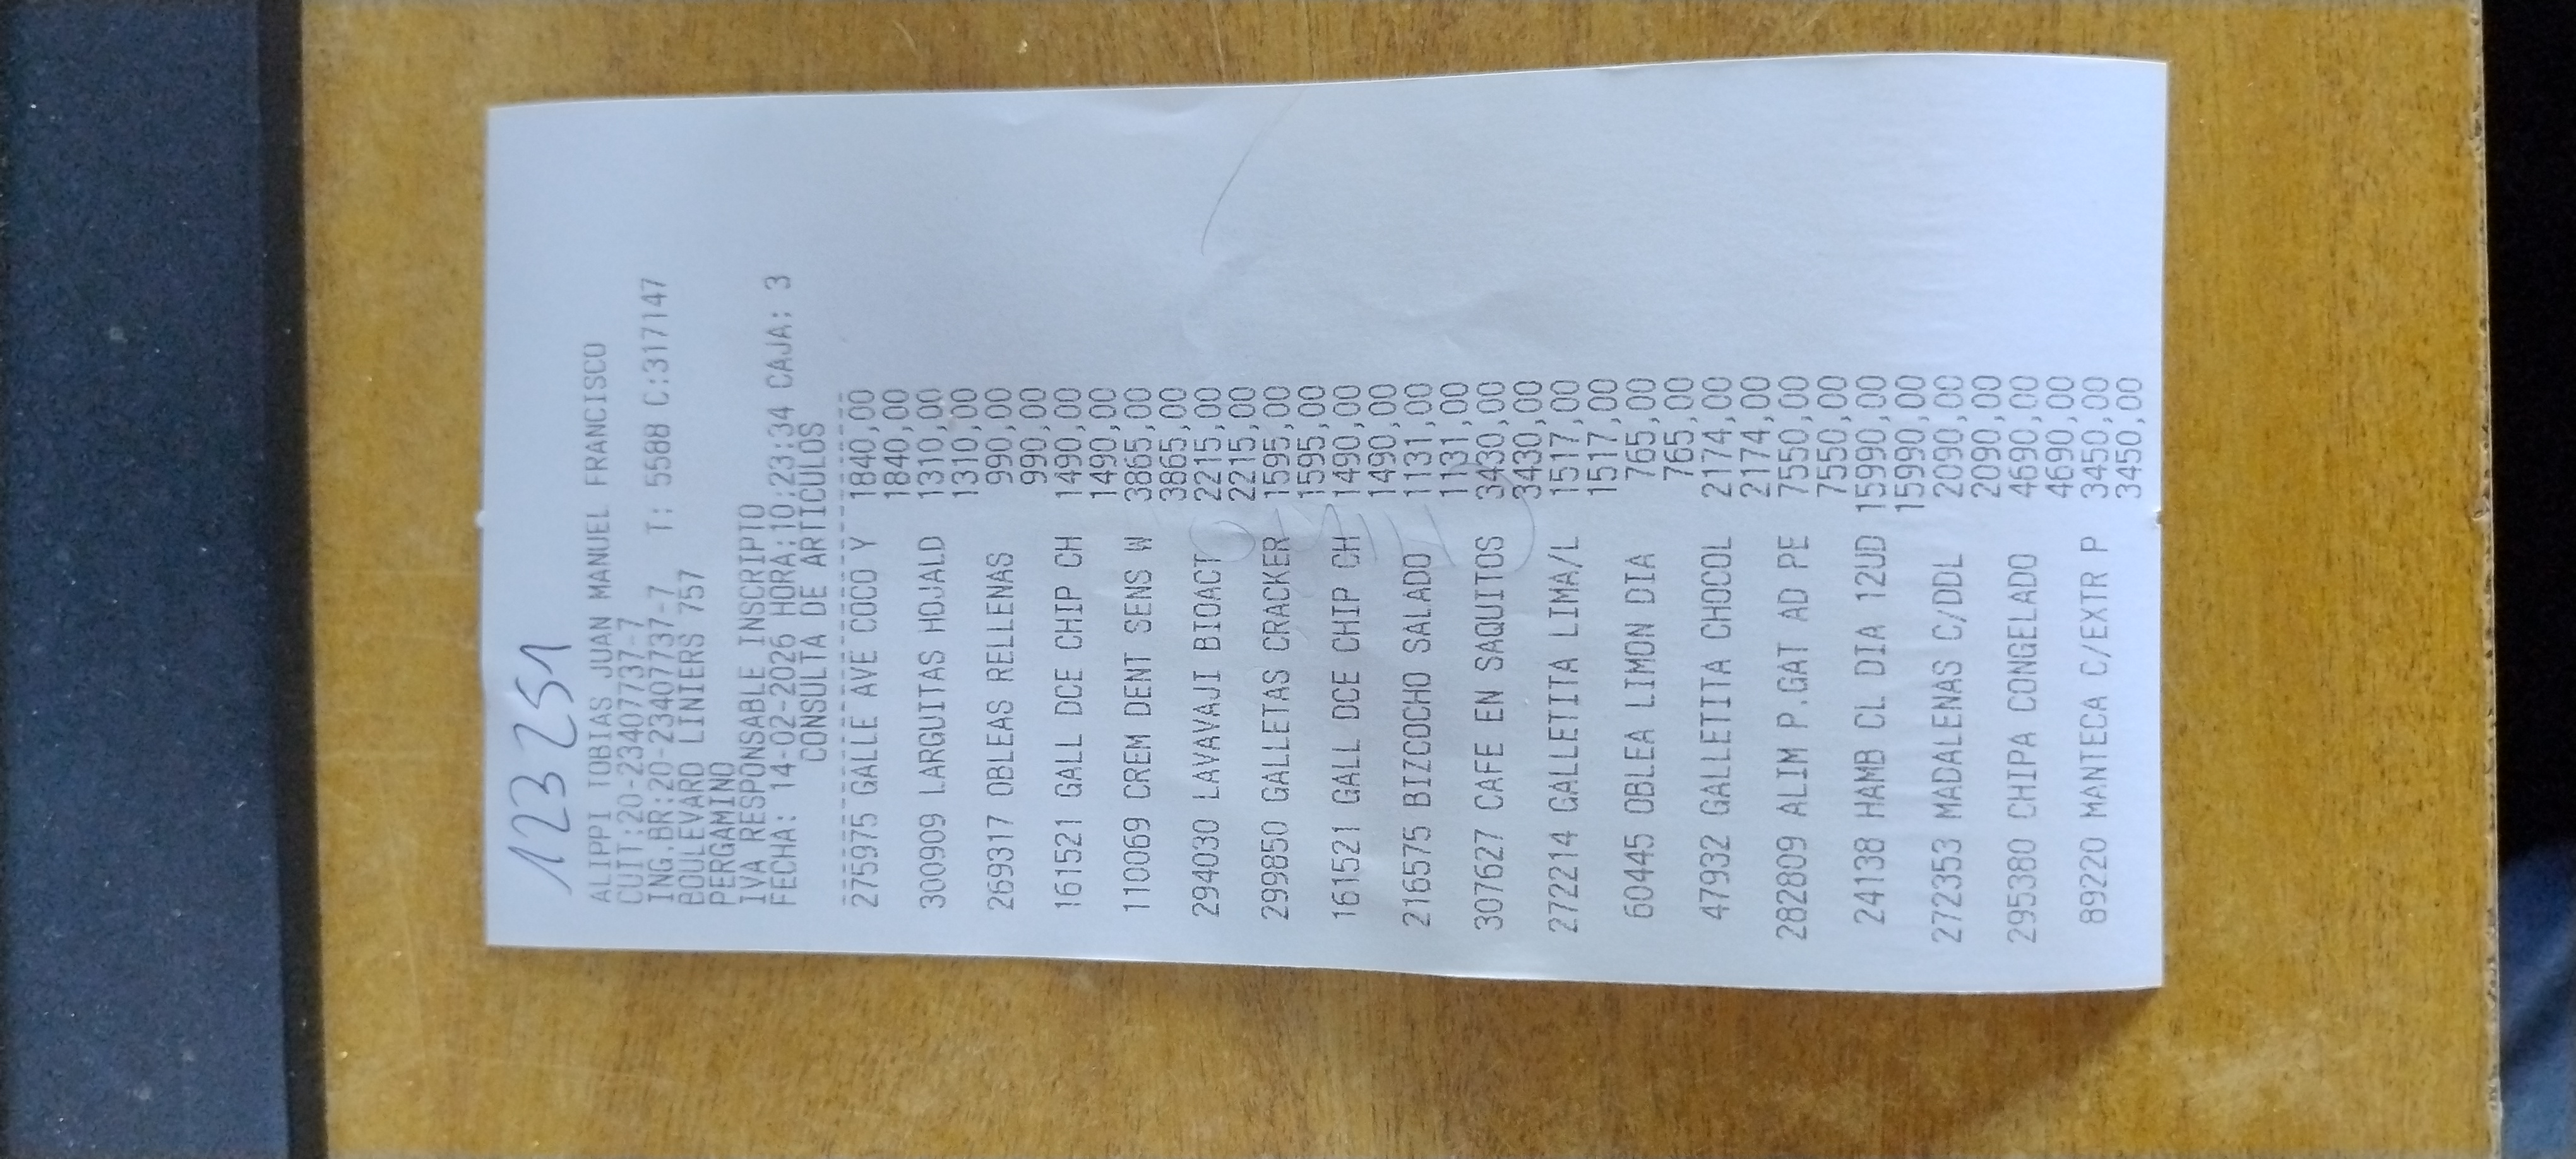 123251
ALIPPI TOBIAS JUAN MANUEL FRANCISCO
CUIT:20-23407737-7
ING.BR:20-23407737-7 T: 5588 C:317147
BOULEVARD LINIERS 757
PERGAMINO
IVA RESPONSABLE INSCRIPTO
FECHA: 14-02-2026 HORA:10:23:34 CAJA: 3
CONSULTA DE ARTICULOS
275975 GALLE AVE COCO Y 1840,00
1840,00
300909 LARGUITAS HOJALD 1310,00
1310,00
269317 OBLEAS RELLENAS 990,00
990,00
161521 GALL DCE CHIP CH 1490,00
1490,00
110069 CREM DENT SENS W 3865,00
3865,00
294030 LAVAVAJI BIOACT 2215,00
2215,00
299850 GALLETAS CRACKER 1595,00
1595,00
161521 GALL DCE CHIP CH 1490,00
1490,00
216575 BIZCOCHO SALADO 1131,00
1131,00
307627 CAFE EN SAQUITOS 3430,00
3430,00
272214 GALLETITA LIMA/L 1517,00
1517,00
60445 OBLEA LIMON DIA 765,00
765,00
47932 GALLETITA CHOCOL 2174,00
2174,00
282809 ALIM P.GAT AD PE 7550,00
7550,00
24138 HAMB CL DIA 12UD 15990,00
15990,00
272353 MADALENAS C/DDL 2090,00
2090,00
295380 CHIPA CONGELADO 4690,00
4690,00
89220 MANTECA C/EXTR P 3450,00
3450,00